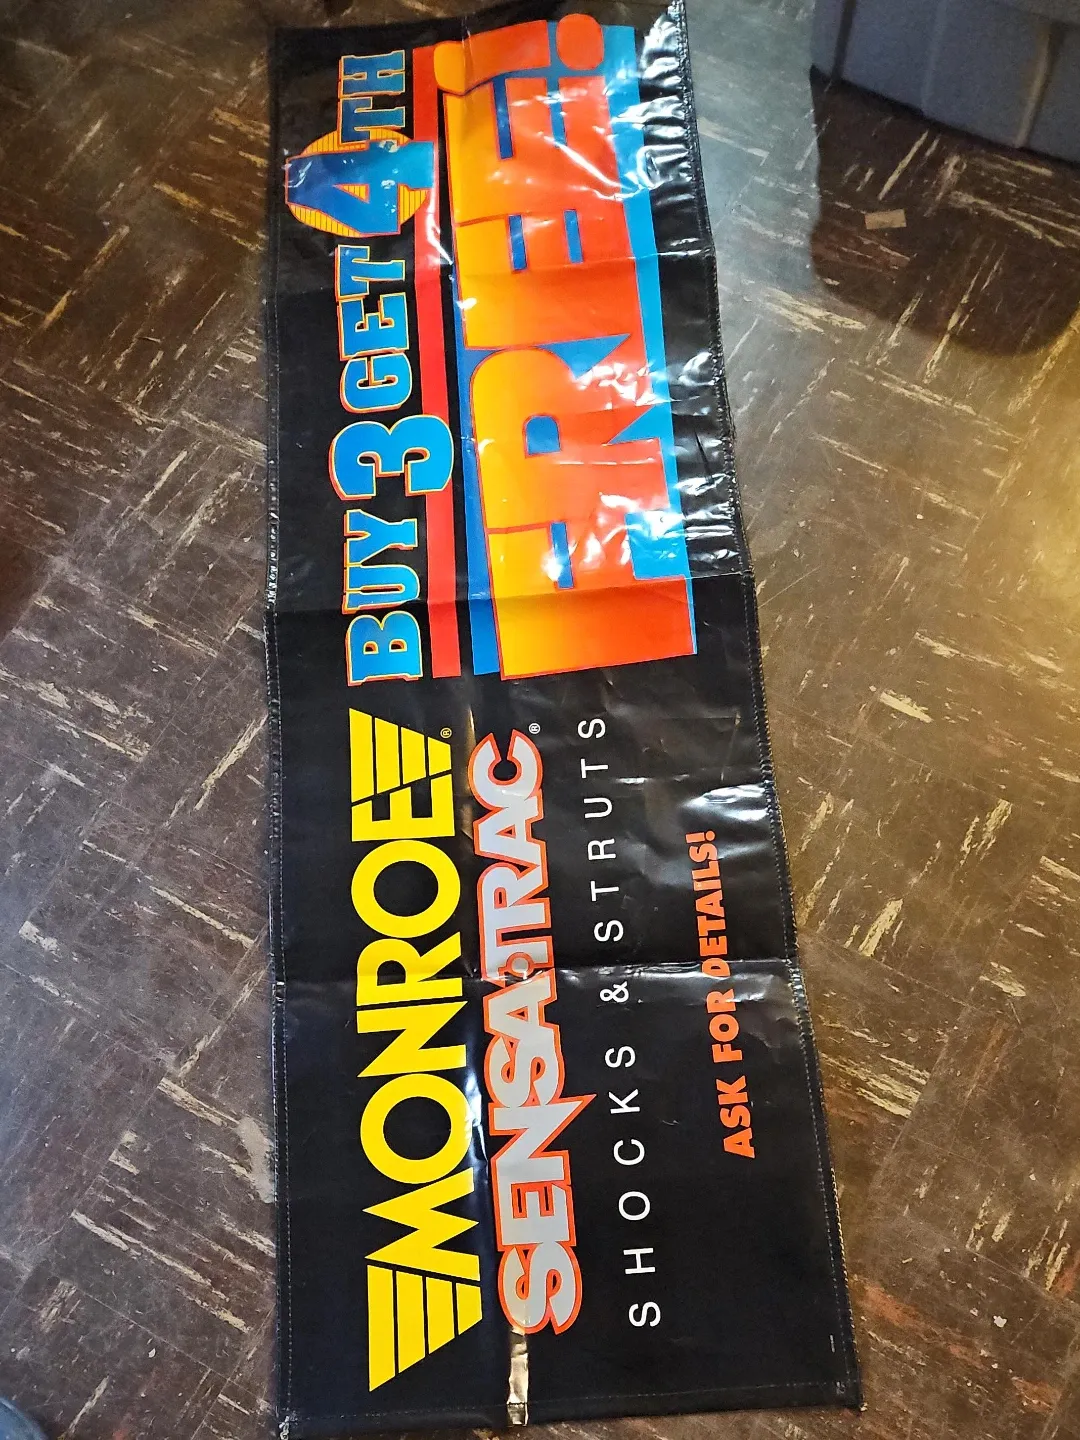 MONROE®
SENSATRAC®
SHOCKS & STRUTS
ASK FOR DETAILS!
BUY 3 GET 4TH
FREE!